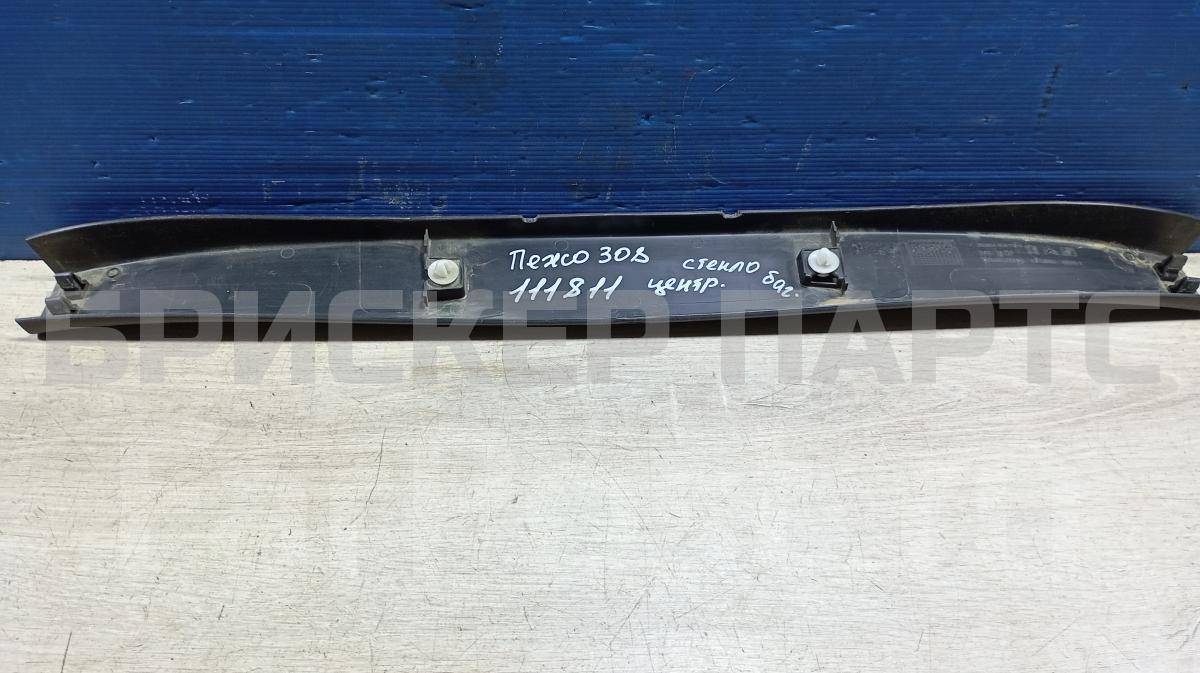 Пежо 308 стекло баг.
111811 центр.
БРИСКЕР ПАРТС